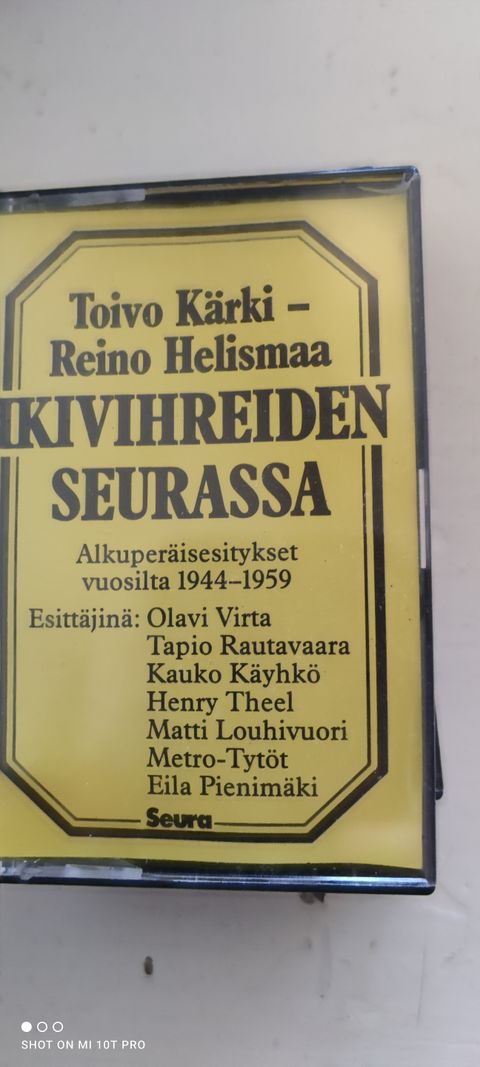 Toivo Kärki –
Reino Helismaa
IKIVIHREIDEN
SEURASSA
Alkuperäisesitykset
vuosilta 1944–1959
Esittäjinä: Olavi Virta
Tapio Rautavaara
Kauko Käyhkö
Henry Theel
Matti Louhivuori
Metro-Tytöt
Eila Pienimäki
Seura
SHOT ON MI 10T PRO